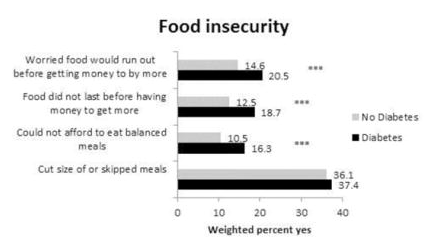 Food insecurity
Worried food would run out
before getting money to by more
14.6
20.5
***
Food did not last before having
money to get more
12.5
18.7
***
Could not afford to eat balanced
meals
10.5
16.3
***
Cut size of or skipped meals
36.1
37.4
No Diabetes
Diabetes
0 10 20 30 40
Weighted percent yes